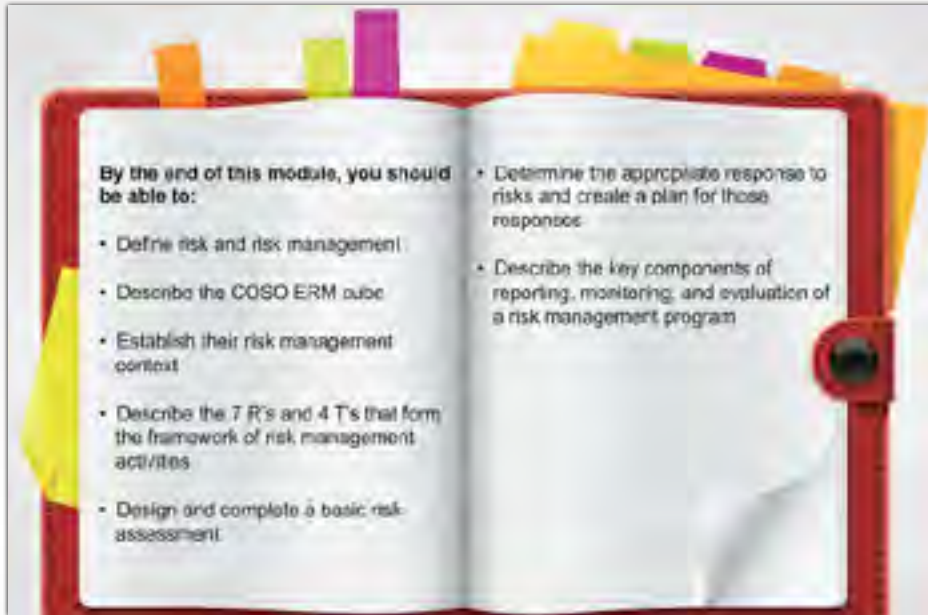 By the end of this module, you should
be able to:
• Define risk and risk management
• Describe the COSO ERM cube
• Establish their risk management
context
• Describe the 7 R's and 4 T's that form
the framework of risk management
activities
• Design and complete a basic risk
assessment
• Determine the appropriate response to
risks and create a plan for those
responses
• Describe the key components of
reporting, monitoring, and evaluation of
a risk management program